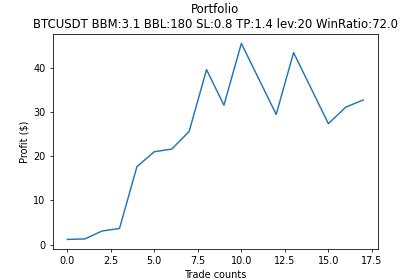 Portfolio
BTCUSDT BBM:3.1 BBL:180 SL:0.8 TP:1.4 lev:20 WinRatio:72.0
40
30
20
10
0
Profit ($)
0.0 2.5 5.0 7.5 10.0 12.5 15.0 17.5
Trade counts